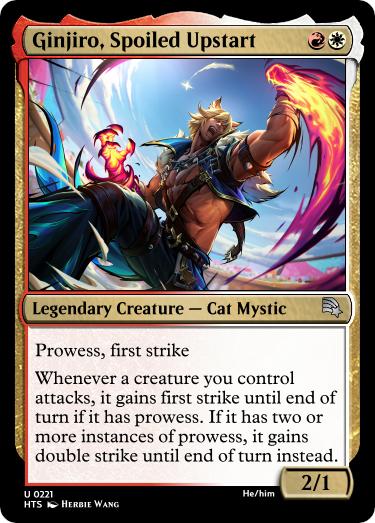 Ginjiro, Spoiled Upstart
Legendary Creature — Cat Mystic
Prowess, first strike
Whenever a creature you control
attacks, it gains first strike until end of
turn if it has prowess. If it has two or
more instances of prowess, it gains
double strike until end of turn instead.
2/1
U 0221
He/him
HTS Herbie Wang